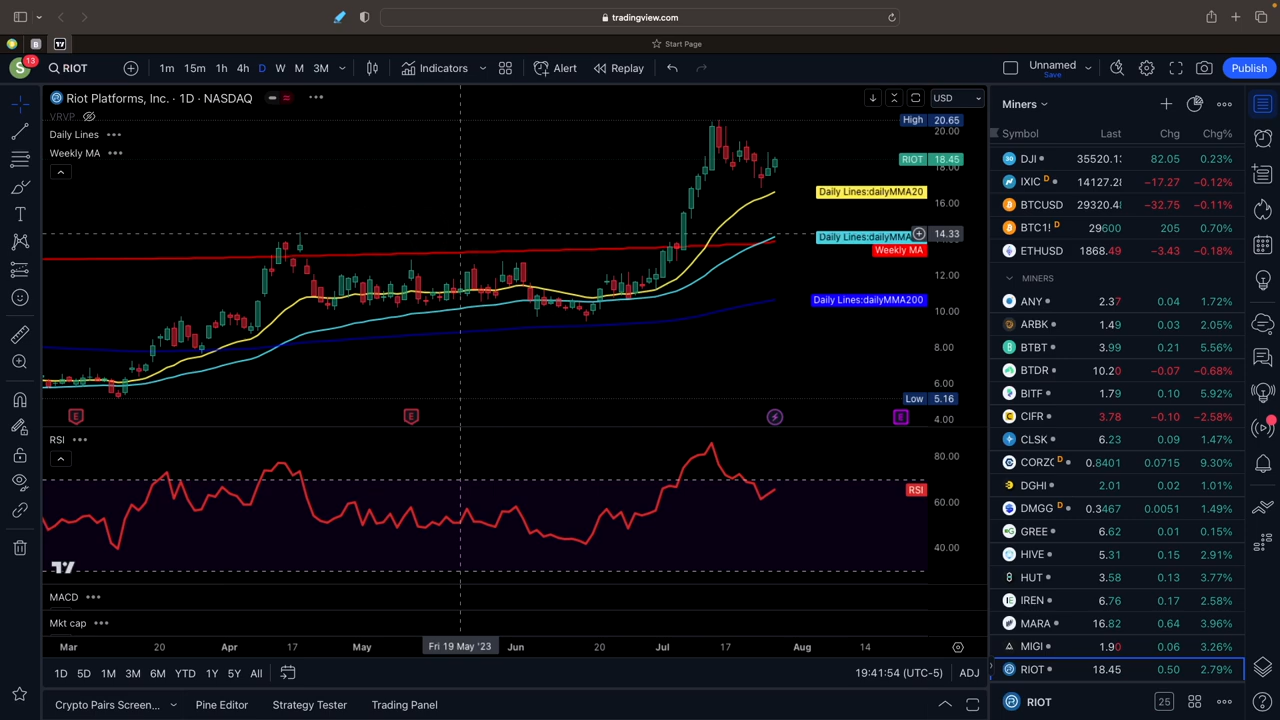 tradingview.com
Start Page
S 13 RIOT 1m 15m 1h 4h D W M 3M Indicators Alert Replay Unnamed Save Publish
Riot Platforms, Inc. · 1D · NASDAQ
VRVP
Daily Lines
Weekly MA
USD
High 20.65
20.00
RIOT 18.45
18.00
Daily Lines:dailyMMA20
16.00
Daily Lines:dailyMMA
14.33
Weekly MA
12.00
Daily Lines:dailyMMA200
10.00
8.00
6.00
Low 5.16
4.00
E E E
RSI
80.00
RSI
60.00
40.00
MACD
Mkt cap
Mar 20 Apr 17 May Fri 19 May '23 Jun 20 Jul 17 Aug 14
1D 5D 1M 3M 6M YTD 1Y 5Y All 19:41:54 (UTC-5) ADJ
Crypto Pairs Screen... Pine Editor Strategy Tester Trading Panel
Miners
Symbol Last Chg Chg%
DJI 35520.1 82.05 0.23%
IXIC D 14127.28 −17.27 −0.12%
BTCUSD 29320.4 −32.75 −0.11%
BTC1! D 29600 205 0.70%
ETHUSD 1868.49 −3.43 −0.18%
MINERS
ANY 2.37 0.04 1.72%
ARBK 1.49 0.03 2.05%
BTBT 3.99 0.21 5.56%
BTDR 10.20 −0.07 −0.68%
BITF 1.79 0.10 5.92%
CIFR 3.78 −0.10 −2.58%
CLSK 6.23 0.09 1.47%
CORZ D 0.8401 0.0715 9.30%
DGHI 2.01 0.02 1.01%
DMGG D 0.3467 0.0051 1.49%
GREE 6.62 0.01 0.15%
HIVE 5.31 0.15 2.91%
HUT 3.58 0.13 3.77%
IREN 6.76 0.17 2.58%
MARA 16.82 0.64 3.96%
MIGI 1.90 0.06 3.26%
RIOT 18.45 0.50 2.79%
RIOT 25